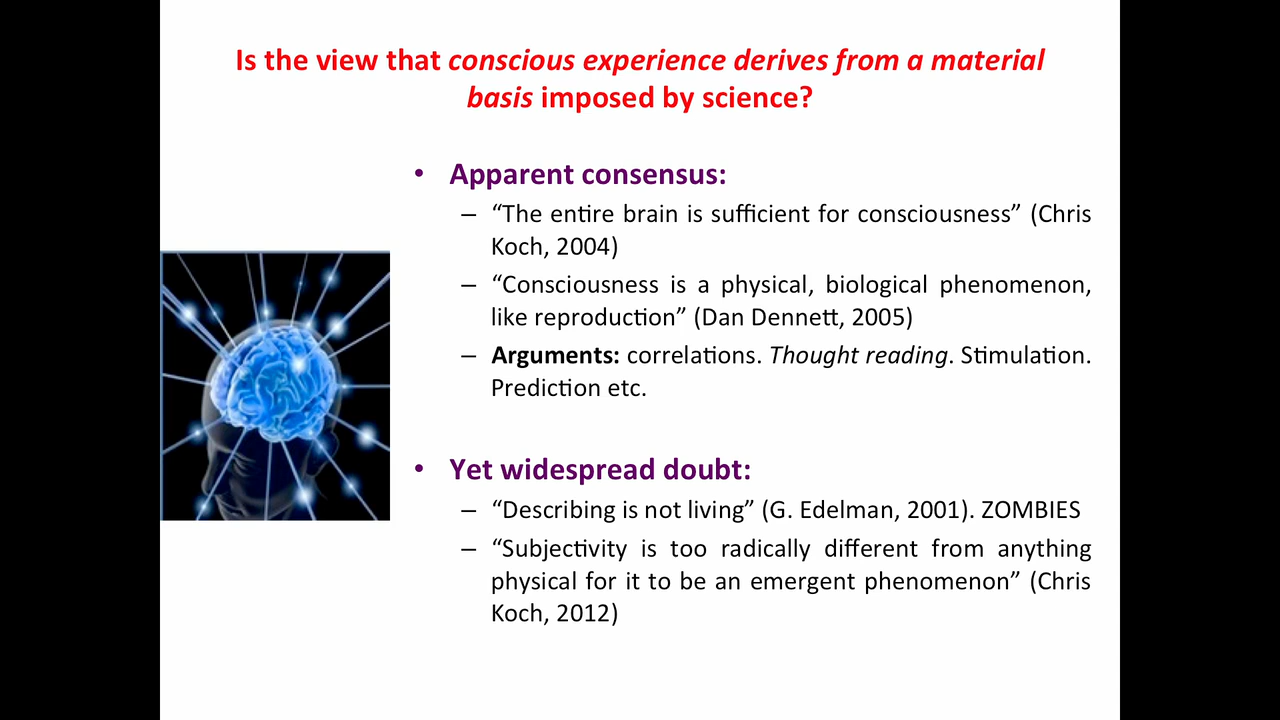 Is the view that conscious experience derives from a material
basis imposed by science?
• Apparent consensus:
– “The entire brain is sufficient for consciousness” (Chris
Koch, 2004)
– “Consciousness is a physical, biological phenomenon,
like reproduction” (Dan Dennett, 2005)
– Arguments: correlations. Thought reading. Stimulation.
Prediction etc.
• Yet widespread doubt:
– “Describing is not living” (G. Edelman, 2001). ZOMBIES
– “Subjectivity is too radically different from anything
physical for it to be an emergent phenomenon” (Chris
Koch, 2012)